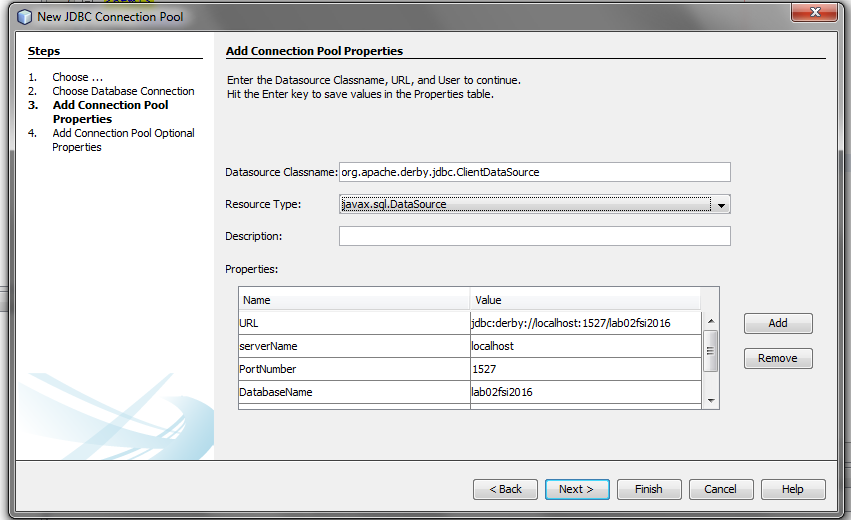 New JDBC Connection Pool
Steps
1. Choose ...
2. Choose Database Connection
3. Add Connection Pool
Properties
4. Add Connection Pool Optional
Properties
Add Connection Pool Properties
Enter the Datasource Classname, URL, and User to continue.
Hit the Enter key to save values in the Properties table.
Datasource Classname: org.apache.derby.jdbc.ClientDataSource
Resource Type: javax.sql.DataSource
Description:
Properties:
Name Value
URL jdbc:derby://localhost:1527/lab02fsi2016
serverName localhost
PortNumber 1527
DatabaseName lab02fsi2016
Add
Remove
< Back Next > Finish Cancel Help